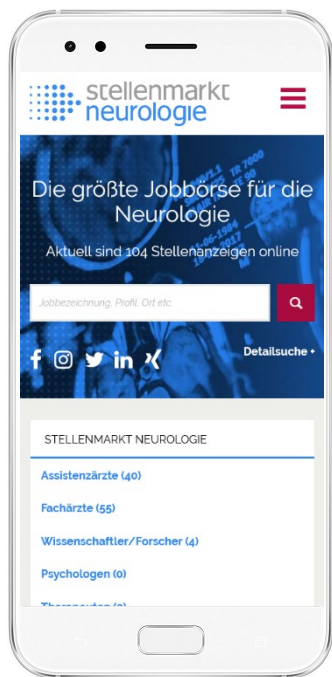 stellenmarkt
neurologie
Die größte Jobbörse für die
Neurologie
Aktuell sind 104 Stellenanzeigen online
Jobbezeichnung, Profil, Ort etc.
Detailsuche +
STELLENMARKT NEUROLOGIE
Assistenzärzte (40)
Fachärzte (55)
Wissenschaftler/Forscher (4)
Psychologen (0)